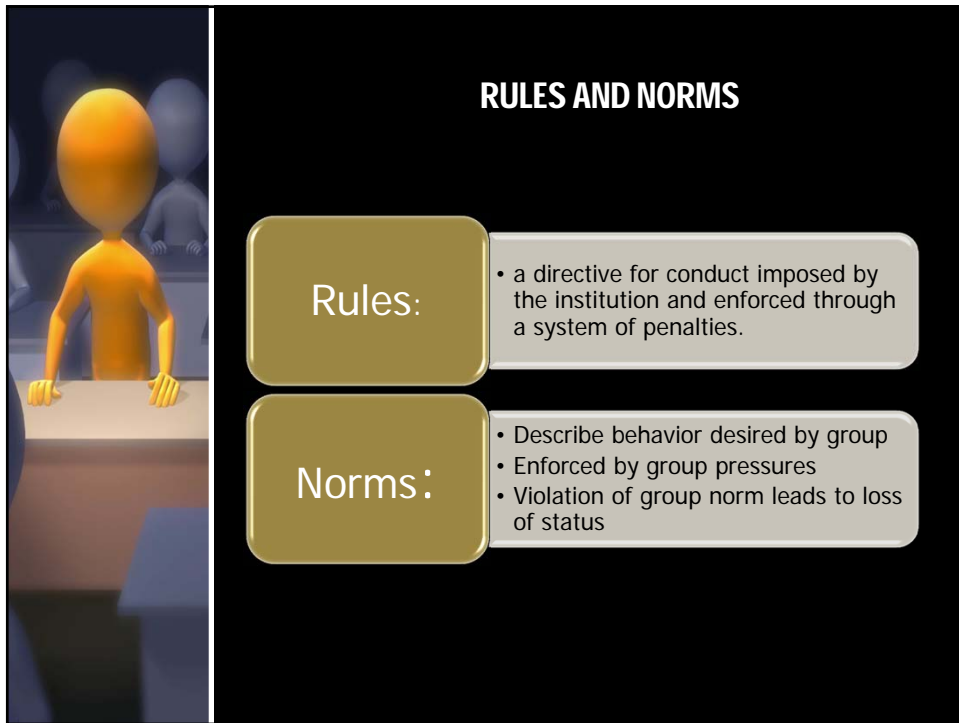 RULES AND NORMS
Rules:
• a directive for conduct imposed by
the institution and enforced through
a system of penalties.
Norms:
• Describe behavior desired by group
• Enforced by group pressures
• Violation of group norm leads to loss
of status